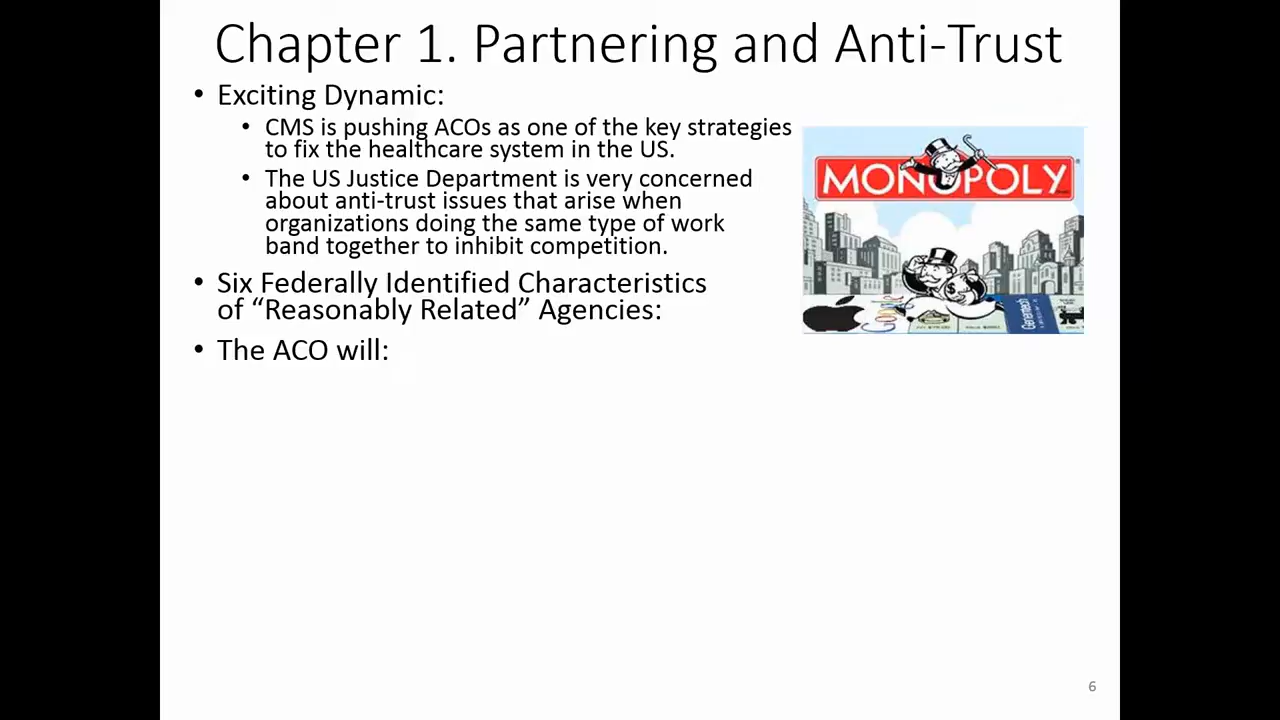 Chapter 1. Partnering and Anti-Trust
• Exciting Dynamic:
• CMS is pushing ACOs as one of the key strategies
to fix the healthcare system in the US.
• The US Justice Department is very concerned
about anti-trust issues that arise when
organizations doing the same type of work
band together to inhibit competition.
MONOPOLY
Genentech
• Six Federally Identified Characteristics
of “Reasonably Related” Agencies:
• The ACO will:
6